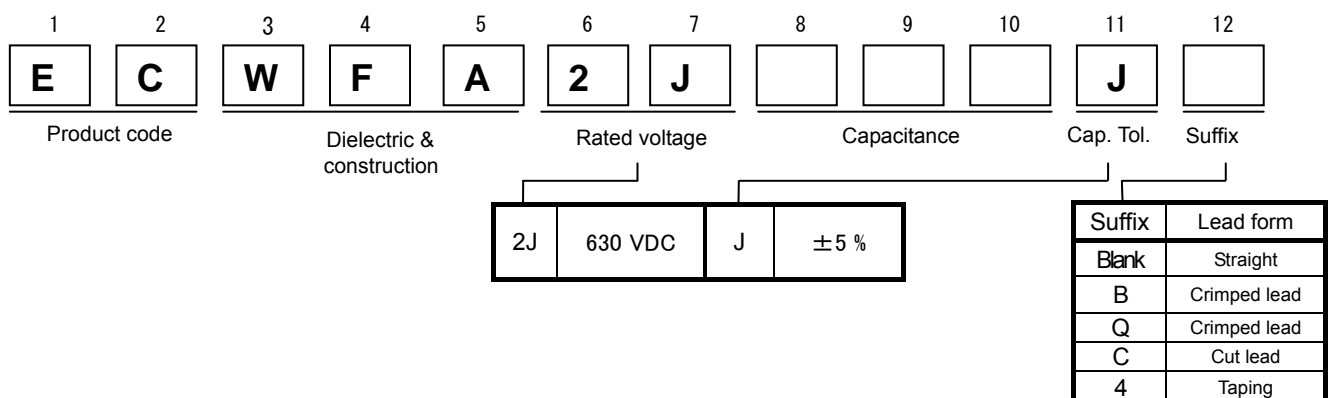 1 2 3 4 5 6 7 8 9 10 11 12
E C W F A 2 J J
Product code Dielectric & Rated voltage Capacitance Cap. Tol. Suffix
construction
2J 630 VDC J ±5 %
Suffix Lead form
Blank Straight
B Crimped lead
Q Crimped lead
C Cut lead
4 Taping